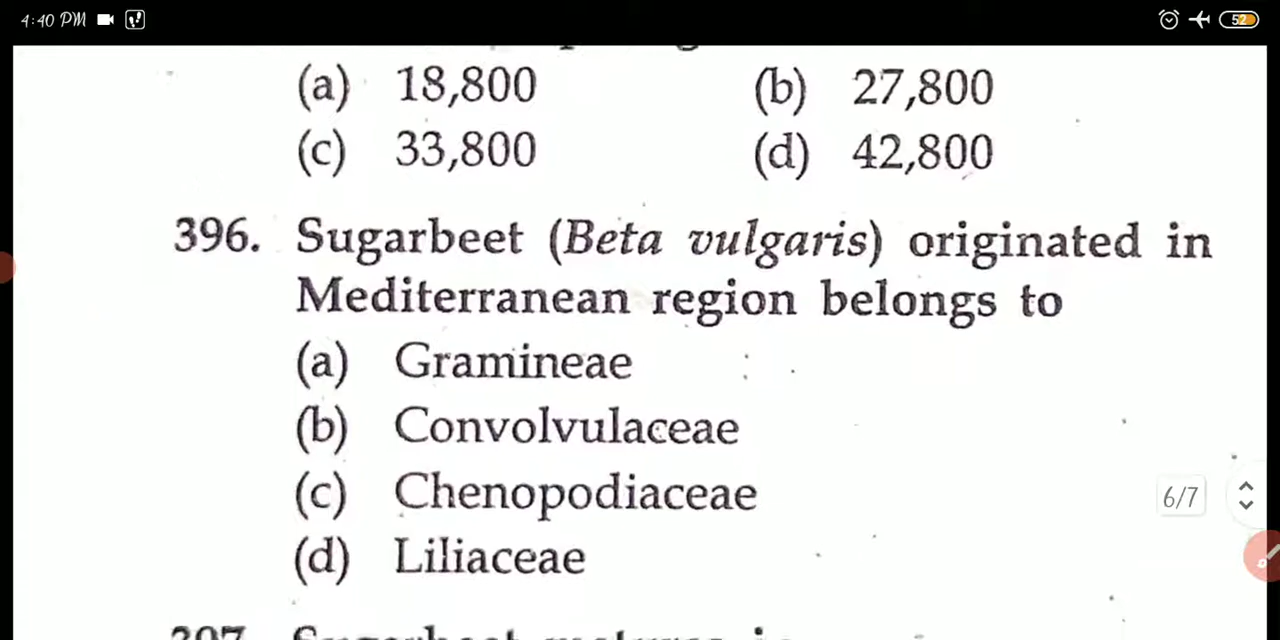 4:40 PM
52
(a) 18,800 (b) 27,800
(c) 33,800 (d) 42,800
396. Sugarbeet (Beta vulgaris) originated in
Mediterranean region belongs to
(a) Gramineae
(b) Convolvulaceae
(c) Chenopodiaceae
(d) Liliaceae
6/7